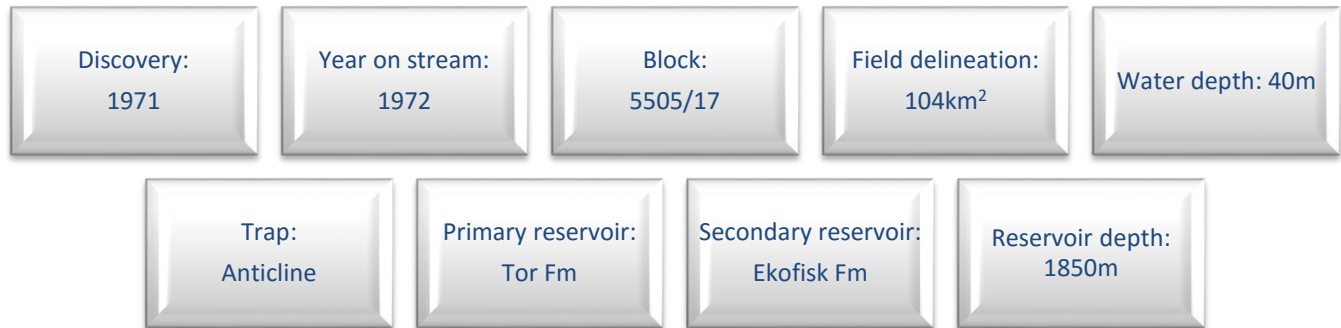 Discovery:
1971
Year on stream:
1972
Block:
5505/17
Field delineation:
104km²
Water depth: 40m
Trap:
Anticline
Primary reservoir:
Tor Fm
Secondary reservoir:
Ekofisk Fm
Reservoir depth:
1850m